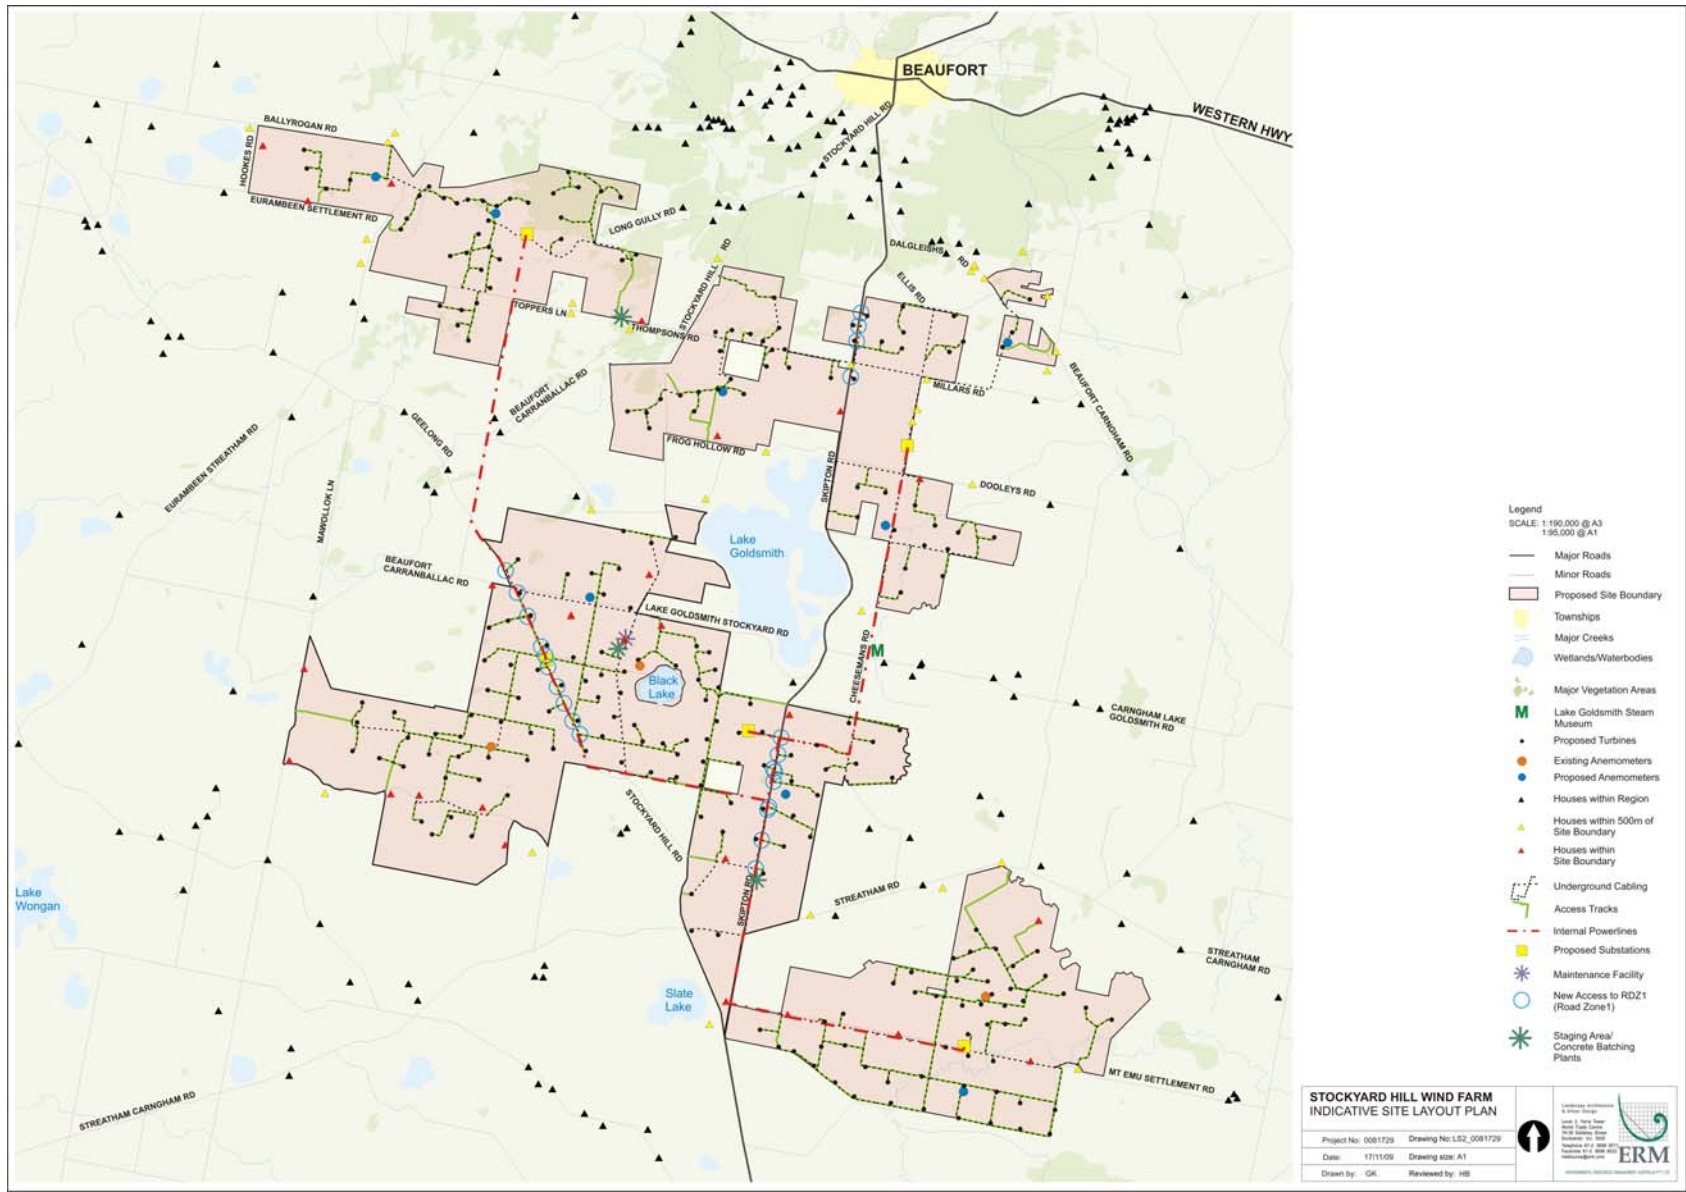 BEAUFORT
WESTERN HWY
STOCKYARD HILL RD
BALLYROGAN RD
HOOKES RD
EURAMBEEN SETTLEMENT RD
LONG GULLY RD
STOCKYARD HILL RD
DALGLEISHS RD
ELLIS RD
TOPPERS LN
THOMPSONS RD
BEAUFORT
CARRANBALLAC RD
MILLARS RD
BEAUFORT CARNGHAM RD
GEELONG RD
FROG HOLLOW RD
EURAMBEEN STREATHAM RD
MAWOLLOK LN
SKIPTON RD
DOOLEYS RD
Lake
Goldsmith
BEAUFORT
CARRANBALLAC RD
LAKE GOLDSMITH STOCKYARD RD
CHEESEMANS RD
M
Black
Lake
CARNGHAM LAKE
GOLDSMITH RD
STOCKYARD HILL RD
SKIPTON RD
STREATHAM RD
Lake
Wongan
STREATHAM
CARNGHAM RD
Slate
Lake
MT EMU SETTLEMENT RD
STREATHAM CARNGHAM RD
Legend
SCALE: 1:190,000 @ A3
1:95,000 @ A1
Major Roads
Minor Roads
Proposed Site Boundary
Townships
Major Creeks
Wetlands/Waterbodies
Major Vegetation Areas
M Lake Goldsmith Steam
Museum
Proposed Turbines
Existing Anemometers
Proposed Anemometers
Houses within Region
Houses within 500m of
Site Boundary
Houses within
Site Boundary
Underground Cabling
Access Tracks
Internal Powerlines
Proposed Substations
Maintenance Facility
New Access to RDZ1
(Road Zone1)
Staging Area/
Concrete Batching
Plants
STOCKYARD HILL WIND FARM
INDICATIVE SITE LAYOUT PLAN
Project No: 0081729 Drawing No: LS2_0081729
Date: 17/11/09 Drawing size: A1
Drawn by: GK Reviewed by: HB
ERM